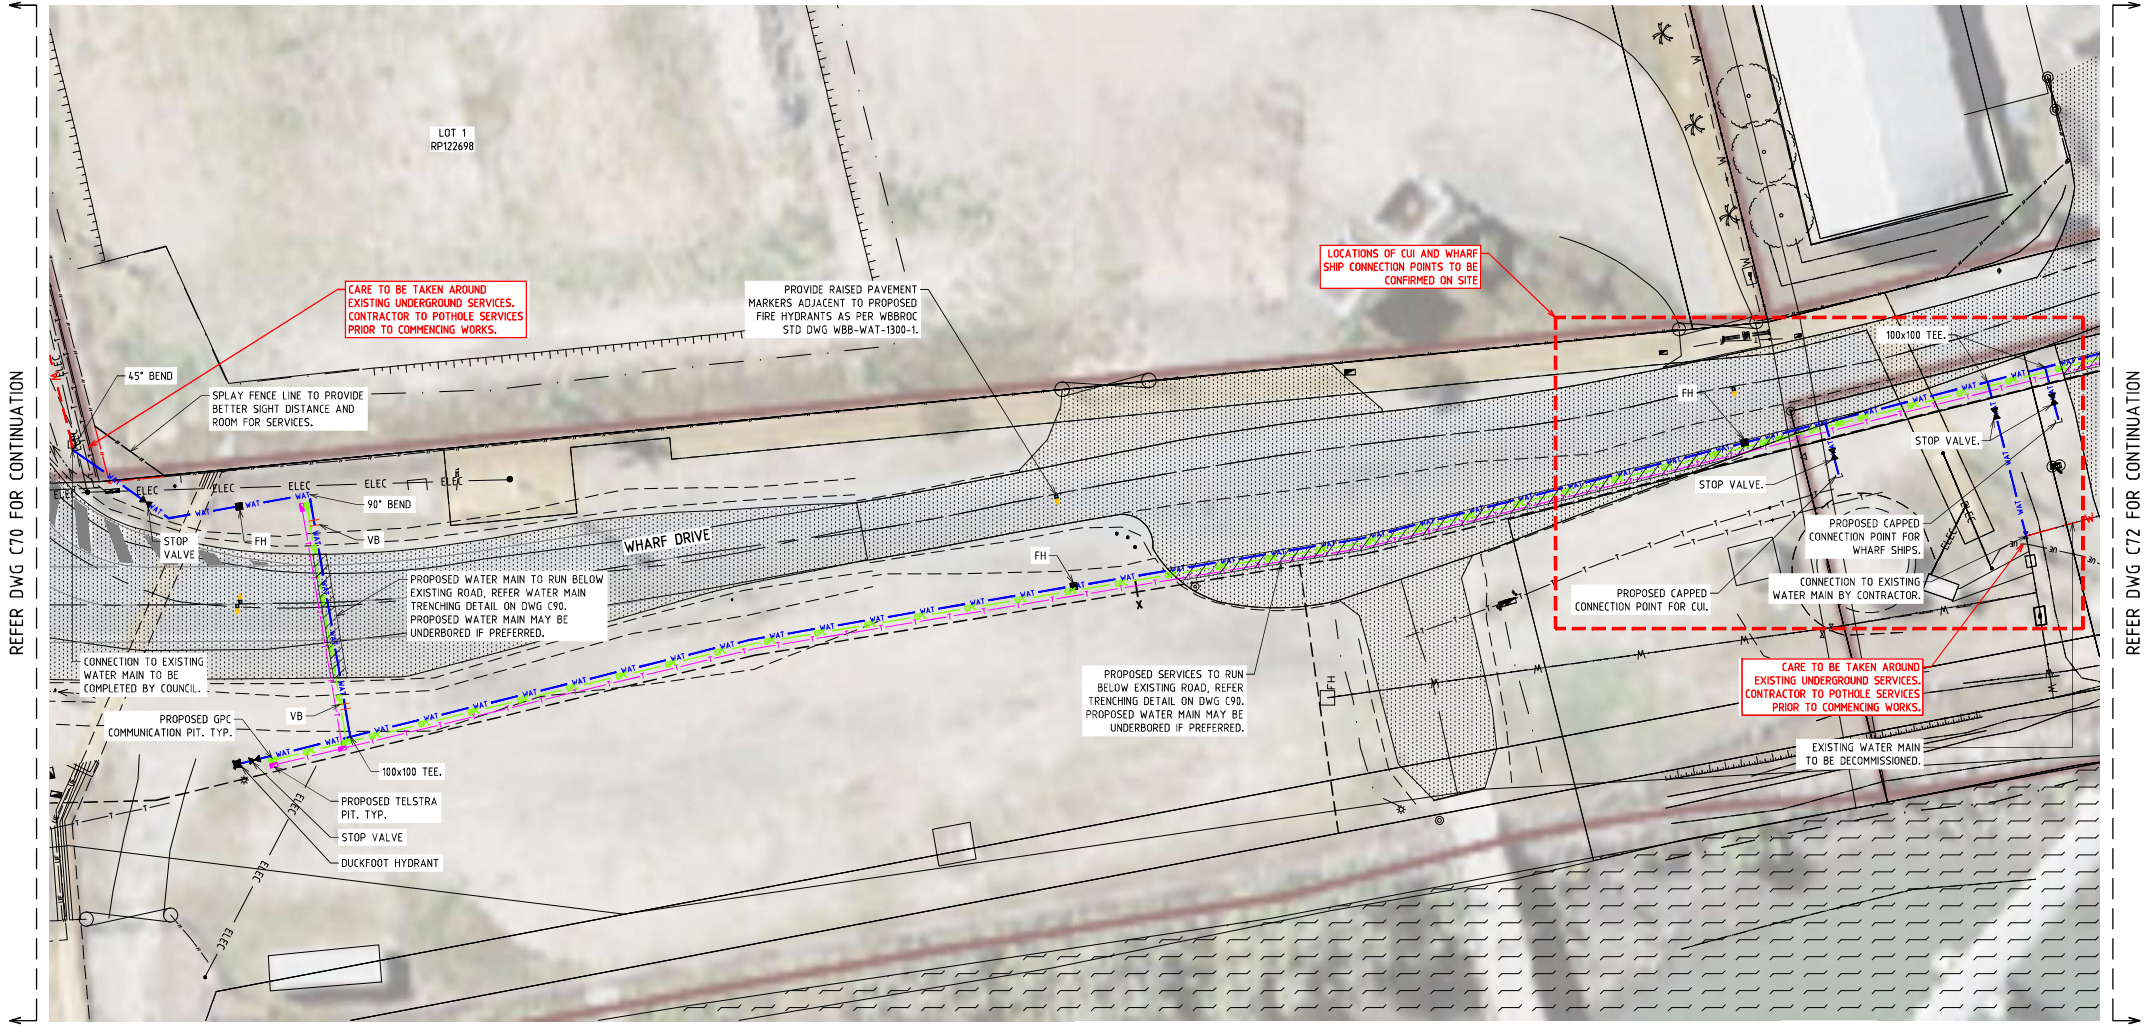 REFER DWG C70 FOR CONTINUATION
LOT 1
RP122698
CARE TO BE TAKEN AROUND
EXISTING UNDERGROUND SERVICES.
CONTRACTOR TO POTHOLE SERVICES
PRIOR TO COMMENCING WORKS.
PROVIDE RAISED PAVEMENT
MARKERS ADJACENT TO PROPOSED
FIRE HYDRANTS AS PER WBBROC
STD DWG WBB-WAT-1300-1.
LOCATIONS OF CUI AND WHARF
SHIP CONNECTION POINTS TO BE
CONFIRMED ON SITE
100x100 TEE.
45° BEND
SPLAY FENCE LINE TO PROVIDE
BETTER SIGHT DISTANCE AND
ROOM FOR SERVICES.
FH
STOP VALVE.
STOP VALVE.
ELEC
ELEC
ELEC
ELEC
ELEC
ELEC
90° BEND
STOP
VALVE
FH
VB
WHARF DRIVE
FH
PROPOSED CAPPED
CONNECTION POINT FOR
WHARF SHIPS.
PROPOSED WATER MAIN TO RUN BELOW
EXISTING ROAD, REFER WATER MAIN
TRENCHING DETAIL ON DWG C90.
PROPOSED WATER MAIN MAY BE
UNDERBORED IF PREFERRED.
CONNECTION TO EXISTING
WATER MAIN BY CONTRACTOR.
PROPOSED CAPPED
CONNECTION POINT FOR CUI.
CONNECTION TO EXISTING
WATER MAIN TO BE
COMPLETED BY COUNCIL.
PROPOSED SERVICES TO RUN
BELOW EXISTING ROAD, REFER
TRENCHING DETAIL ON DWG C90.
PROPOSED WATER MAIN MAY BE
UNDERBORED IF PREFERRED.
CARE TO BE TAKEN AROUND
EXISTING UNDERGROUND SERVICES.
CONTRACTOR TO POTHOLE SERVICES
PRIOR TO COMMENCING WORKS.
VB
PROPOSED GPC
COMMUNICATION PIT. TYP.
EXISTING WATER MAIN
TO BE DECOMMISSIONED.
100x100 TEE.
PROPOSED TELSTRA
PIT. TYP.
STOP VALVE
DUCKFOOT HYDRANT
ELEC
ELEC
ELEC
WAT
WAT
WAT
WAT
FH
REFER DWG C72 FOR CONTINUATION